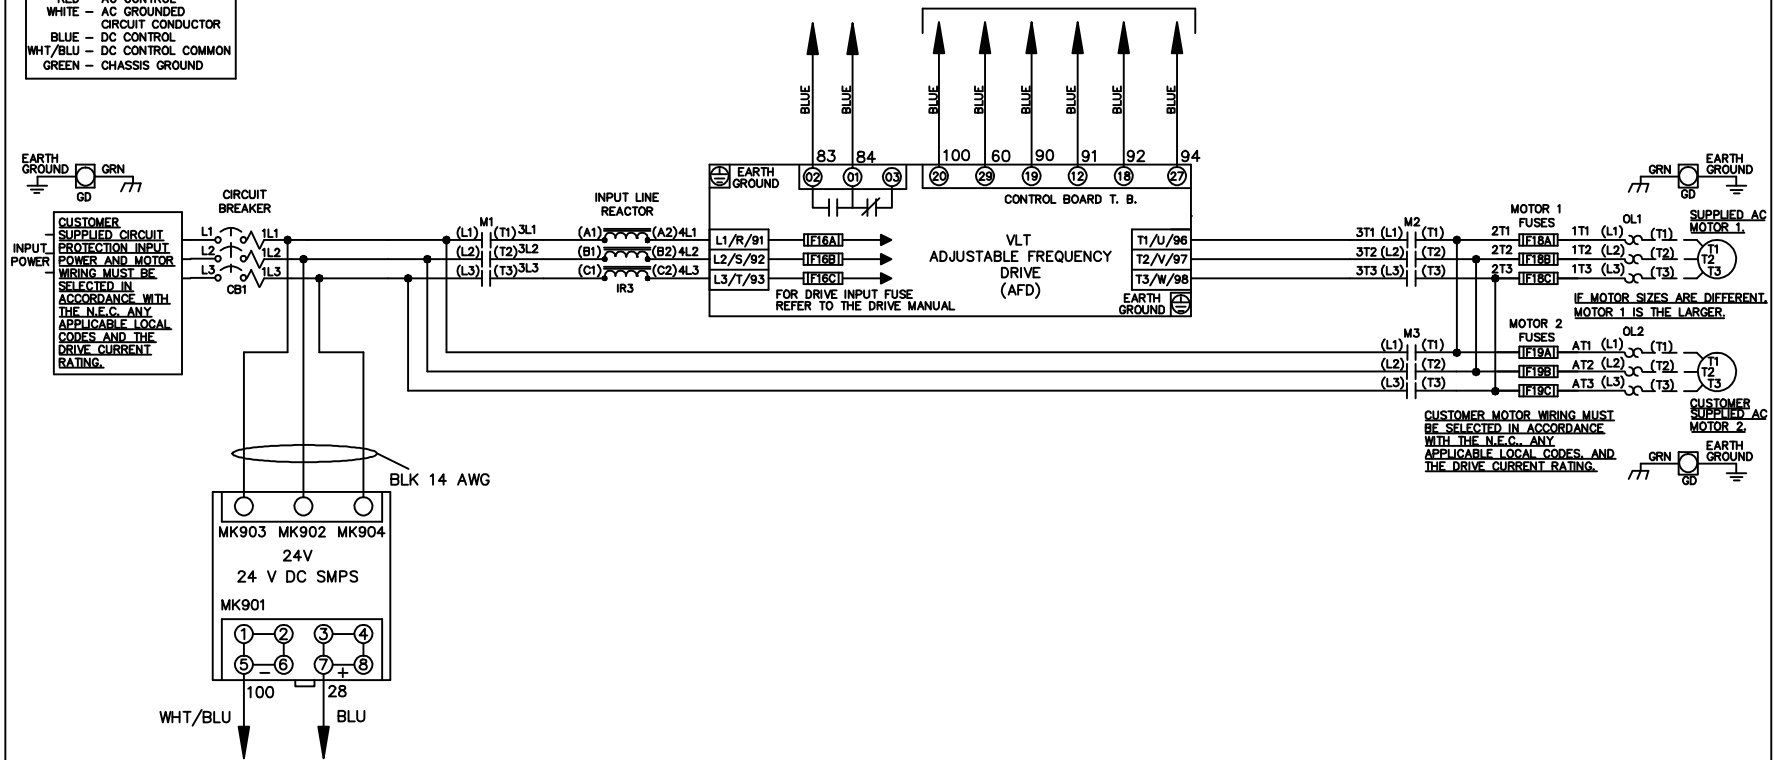 RED – AC CONTROL
WHITE – AC GROUNDED
CIRCUIT CONDUCTOR
BLUE – DC CONTROL
WHT/BLU – DC CONTROL COMMON
GREEN – CHASSIS GROUND
BLUE
BLUE
BLUE
BLUE
BLUE
BLUE
BLUE
BLUE
83
84
100
60
90
91
92
94
02
01
03
20
29
19
12
18
27
EARTH
GROUND
CONTROL BOARD T. B.
EARTH
GROUND
GRN
GD
CIRCUIT
BREAKER
INPUT
POWER
CUSTOMER
SUPPLIED CIRCUIT
PROTECTION INPUT
POWER AND MOTOR
WIRING MUST BE
SELECTED IN
ACCORDANCE WITH
THE N.E.C. ANY
APPLICABLE LOCAL
CODES AND THE
DRIVE CURRENT
RATING.
L1
1L1
L2
1L2
L3
1L3
CB1
M1
(L1) (T1) 3L1
(L2) (T2) 3L2
(L3) (T3) 3L3
INPUT LINE
REACTOR
(A1) (A2) 4L1
(B1) (B2) 4L2
(C1) (C2) 4L3
IR3
L1/R/91
L2/S/92
L3/T/93
F16A
F16B
F16C
FOR DRIVE INPUT FUSE
REFER TO THE DRIVE MANUAL
VLT
ADJUSTABLE FREQUENCY
DRIVE
(AFD)
T1/U/96
T2/V/97
T3/W/98
EARTH
GROUND
M2
3T1 (L1) (T1)
3T2 (L2) (T2)
3T3 (L3) (T3)
MOTOR 1
FUSES
2T1 F18A 1T1 (L1) (T1)
2T2 F18B 1T2 (L2) (T2)
2T3 F18C 1T3 (L3) (T3)
OL1
GRN
EARTH
GROUND
GD
SUPPLIED AC
MOTOR 1.
T1
T2
T3
IF MOTOR SIZES ARE DIFFERENT,
MOTOR 1 IS THE LARGER.
M3
(L1) (T1)
(L2) (T2)
(L3) (T3)
MOTOR 2
FUSES
OL2
F19A AT1 (L1) (T1)
F19B AT2 (L2) (T2)
F19C AT3 (L3) (T3)
T1
T2
T3
CUSTOMER
SUPPLIED AC
MOTOR 2.
CUSTOMER MOTOR WIRING MUST
BE SELECTED IN ACCORDANCE
WITH THE N.E.C., ANY
APPLICABLE LOCAL CODES, AND
THE DRIVE CURRENT RATING.
GRN
EARTH
GROUND
GD
BLK 14 AWG
MK903 MK902 MK904
24V
24 V DC SMPS
MK901
1 2 3 4
5 – 6 7 + 8
100
28
WHT/BLU
BLU